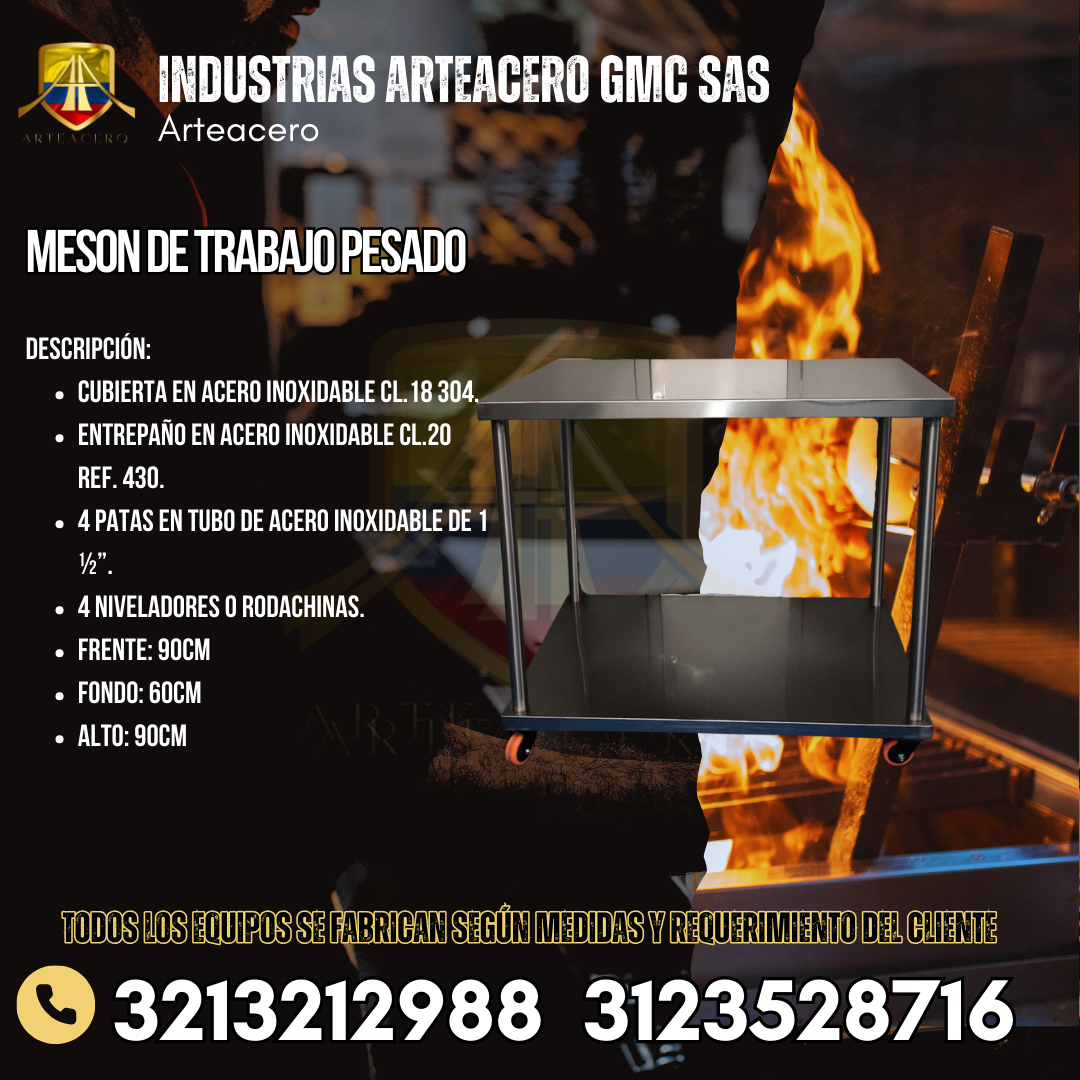 INDUSTRIAS ARTEACERO GMC SAS
Arteacero
ARTEACERO
MESON DE TRABAJO PESADO
DESCRIPCIÓN:
• CUBIERTA EN ACERO INOXIDABLE CL.18 304.
• ENTREPAÑO EN ACERO INOXIDABLE CL.20
REF. 430.
• 4 PATAS EN TUBO DE ACERO INOXIDABLE DE 1
½”.
• 4 NIVELADORES O RODACHINAS.
• FRENTE: 90CM
• FONDO: 60CM
• ALTO: 90CM
TODOS LOS EQUIPOS SE FABRICAN SEGÚN MEDIDAS Y REQUERIMIENTO DEL CLIENTE
3213212988 3123528716